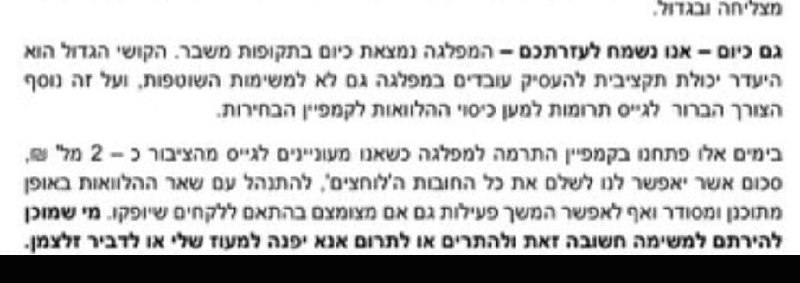 מצליחה ובגדול.
גם כיום – אנו נשמח לעזרתכם – המפלגה נמצאת כיום בתקופות משבר. הקושי הגדול הוא
היעדר יכולת תקציבית להעסיק עובדים במפלגה גם לא למשימות השוטפות, ועל זה נוסף
הצורך הברור לגייס תרומות למען כיסוי ההלוואות לקמפיין הבחירות.
בימים אלו פתחנו בקמפיין התרמה למפלגה כשאנו מעוניינים לגייס מהציבור כ – 2 מל' ₪,
סכום אשר יאפשר לנו לשלם את כל החובות ה'לוחצים', להתנהל עם שאר ההלוואות באופן
מתוכנן ומסודר ואף לאפשר המשך פעילות גם אם מצומצם בהתאם ללקחים שיופקו. מי שמוכן
להירתם למשימה חשובה זאת ולהתרים או לתרום אנא יפנה למעוז שלי או לדביר זלצמן.